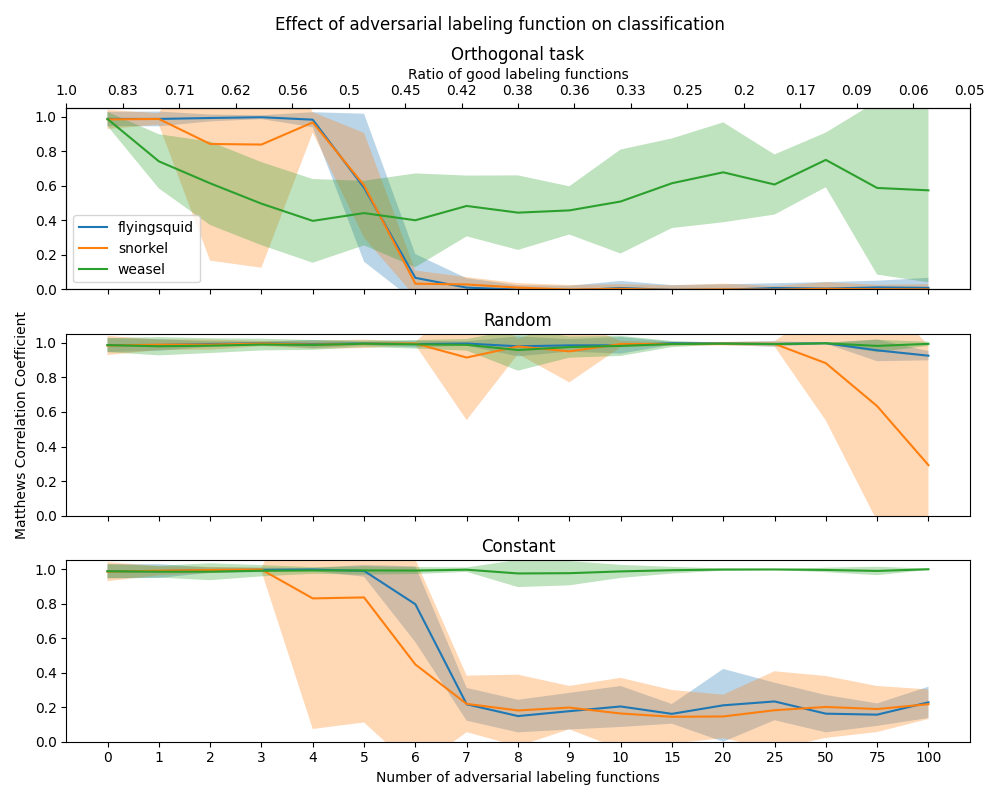 Effect of adversarial labeling function on classification
Orthogonal task
Ratio of good labeling functions
1.0 0.83 0.71 0.62 0.56 0.5 0.45 0.42 0.38 0.36 0.33 0.25 0.2 0.17 0.09 0.06 0.05
1.0
0.8
0.6
0.4
0.2
0.0
flyingsquid
snorkel
weasel
Matthews Correlation Coefficient
Random
1.0
0.8
0.6
0.4
0.2
0.0
Constant
1.0
0.8
0.6
0.4
0.2
0.0
0 1 2 3 4 5 6 7 8 9 10 15 20 25 50 75 100
Number of adversarial labeling functions